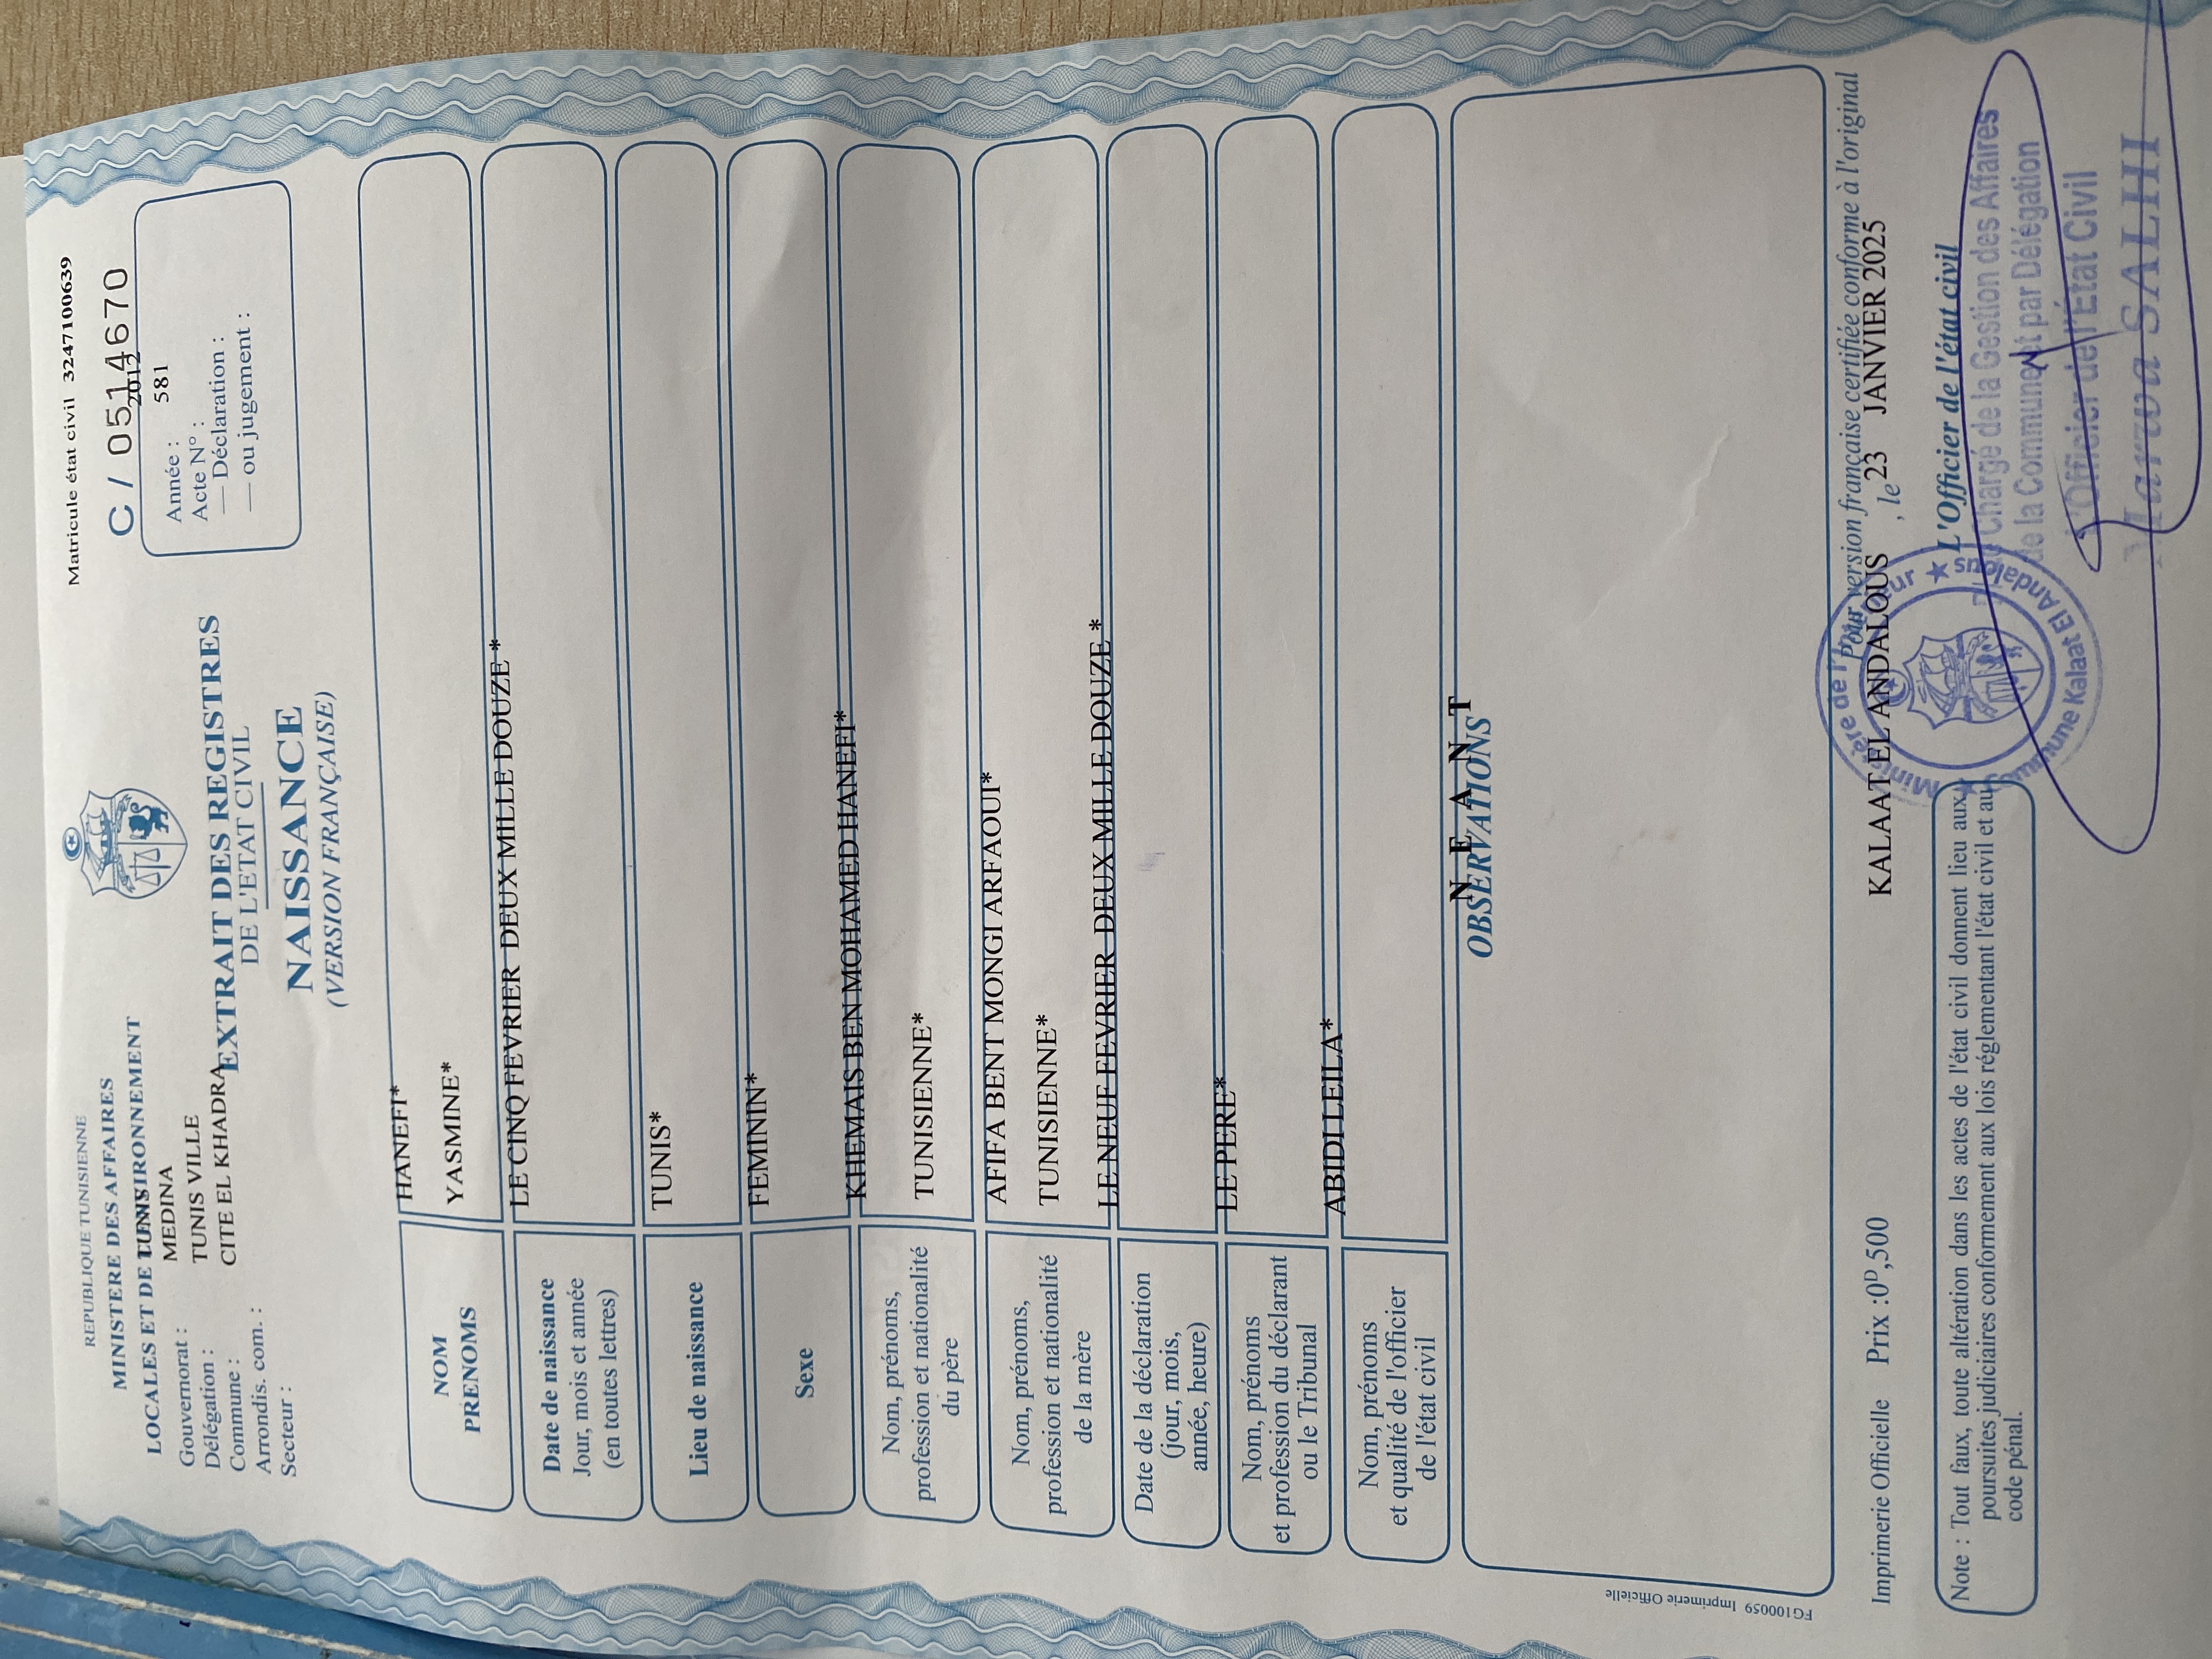 REPUBLIQUE TUNISIENNE
MINISTERE DES AFFAIRES
LOCALES ET DE L'ENVIRONNEMENT
TUNIS
Gouvernorat :
MEDINA
Délégation :
TUNIS VILLE
Commune :
CITE EL KHADRA
Arrondis. com. :
Secteur :
Matricule état civil 3247100639
C / 0514670
2012
Année :
581
Acte N° :
— Déclaration :
— ou jugement :
EXTRAIT DES REGISTRES
DE L'ETAT CIVIL
NAISSANCE
(VERSION FRANÇAISE)
NOM
PRENOMS
HANEFI*
YASMINE*
Date de naissance
Jour, mois et année
(en toutes lettres)
LE CINQ FEVRIER DEUX MILLE DOUZE *
Lieu de naissance
TUNIS*
Sexe
FEMININ*
Nom, prénoms,
profession et nationalité
du père
KHEMAIS BEN MOHAMED HANEFI*
TUNISIENNE*
Nom, prénoms,
profession et nationalité
de la mère
AFIFA BENT MONGI ARFAOUI*
TUNISIENNE*
Date de la déclaration
(jour, mois,
année, heure)
LE NEUF FEVRIER DEUX MILLE DOUZE *
Nom, prénoms
et profession du déclarant
ou le Tribunal
LE PERE*
Nom, prénoms
et qualité de l'officier
de l'état civil
ABIDI LEILA*
N E A N T
OBSERVATIONS
FG100059 Imprimerie Officielle
Pour version française certifiée conforme à l'original
KALAAT EL ANDALOUS , le 23 JANVIER 2025
Imprimerie Officielle Prix :0D,500
L'Officier de l'état civil
Chargé de la Gestion des Affaires
de la Commune et par Délégation
l'Officier de l'État Civil
Marwa SALHI
Ministère de l'Intérieur ★
Commune Kalaat El Andalous ★
Note : Tout faux, toute altération dans les actes de l'état civil donnent lieu aux
poursuites judiciaires conformement aux lois réglementant l'état civil et au
code pénal.